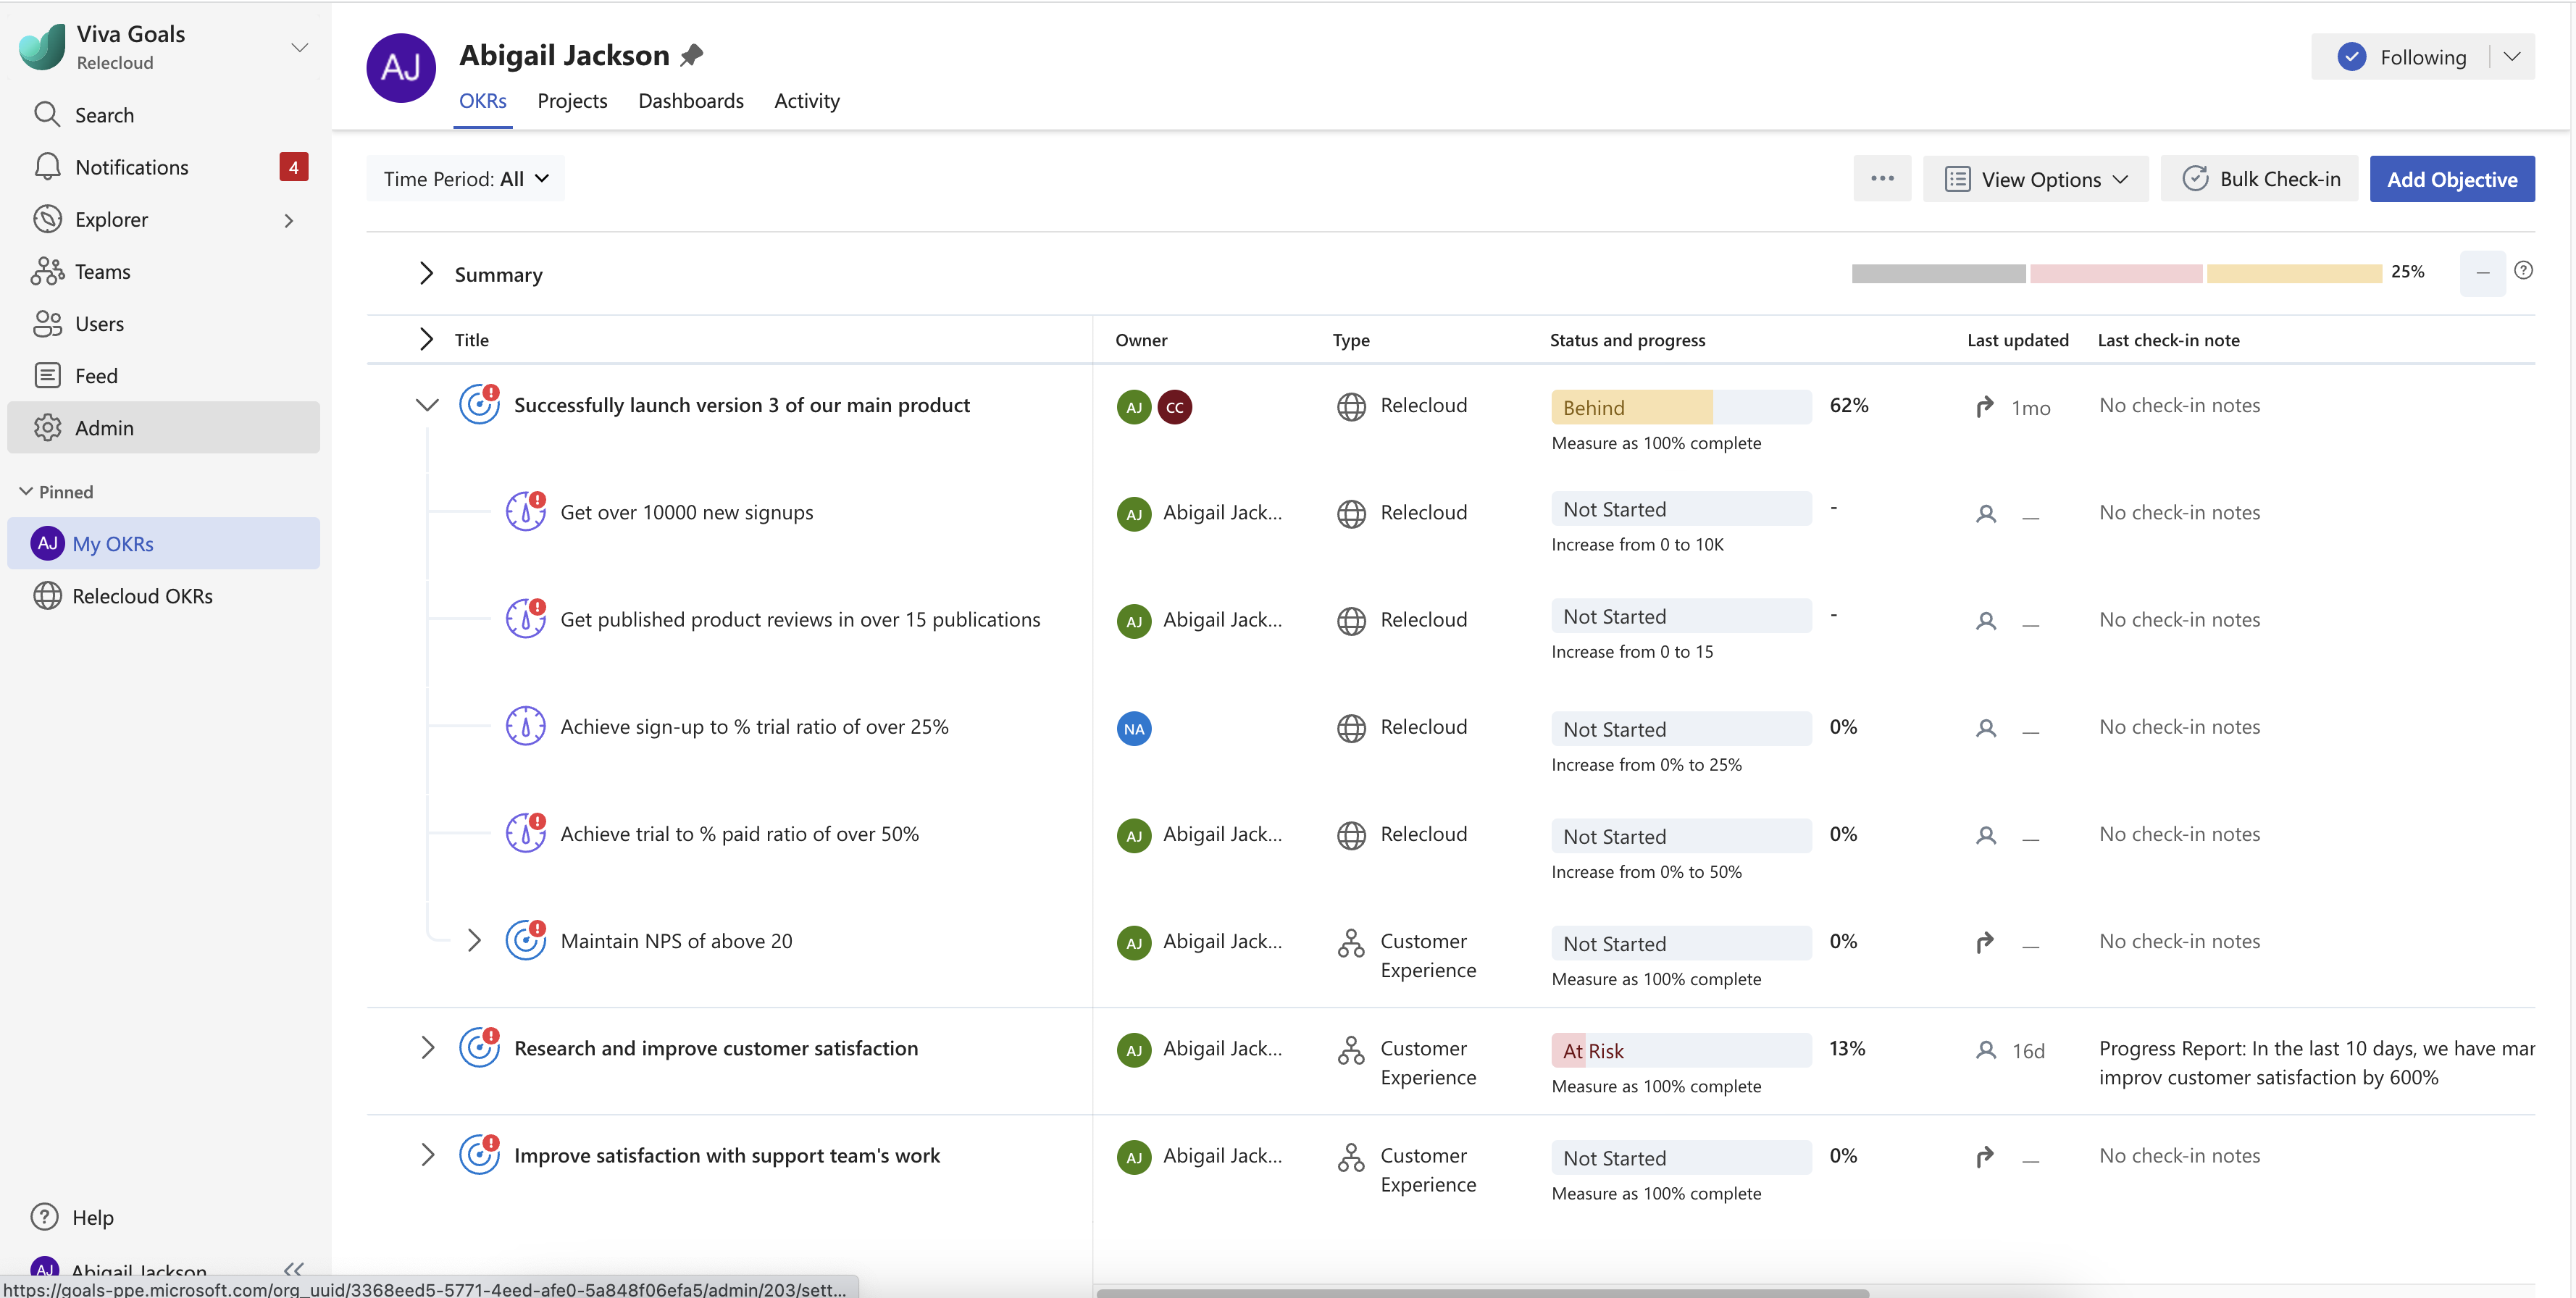 Viva Goals
Relecloud
Search
Notifications 4
Explorer
Teams
Users
Feed
Admin
Pinned
AJ My OKRs
Relecloud OKRs
Help
AJ Abigail Jackson
https://goals-ppe.microsoft.com/org_uuid/3368eed5-5771-4eed-afe0-5a848f06efa5/admin/203/sett...
AJ Abigail Jackson
OKRs Projects Dashboards Activity
Following
Time Period: All
View Options Bulk Check-in Add Objective
Summary 25%
Title Owner Type Status and progress Last updated Last check-in note
Successfully launch version 3 of our main product AJ CC Relecloud Behind 62% 1mo No check-in notes
Measure as 100% complete
Get over 10000 new signups AJ Abigail Jack... Relecloud Not Started - — No check-in notes
Increase from 0 to 10K
Get published product reviews in over 15 publications AJ Abigail Jack... Relecloud Not Started - — No check-in notes
Increase from 0 to 15
Achieve sign-up to % trial ratio of over 25% NA Relecloud Not Started 0% — No check-in notes
Increase from 0% to 25%
Achieve trial to % paid ratio of over 50% AJ Abigail Jack... Relecloud Not Started 0% — No check-in notes
Increase from 0% to 50%
Maintain NPS of above 20 AJ Abigail Jack... Customer Experience Not Started 0% — No check-in notes
Measure as 100% complete
Research and improve customer satisfaction AJ Abigail Jack... Customer Experience At Risk 13% 16d Progress Report: In the last 10 days, we have mar
improv customer satisfaction by 600%
Measure as 100% complete
Improve satisfaction with support team's work AJ Abigail Jack... Customer Experience Not Started 0% — No check-in notes
Measure as 100% complete